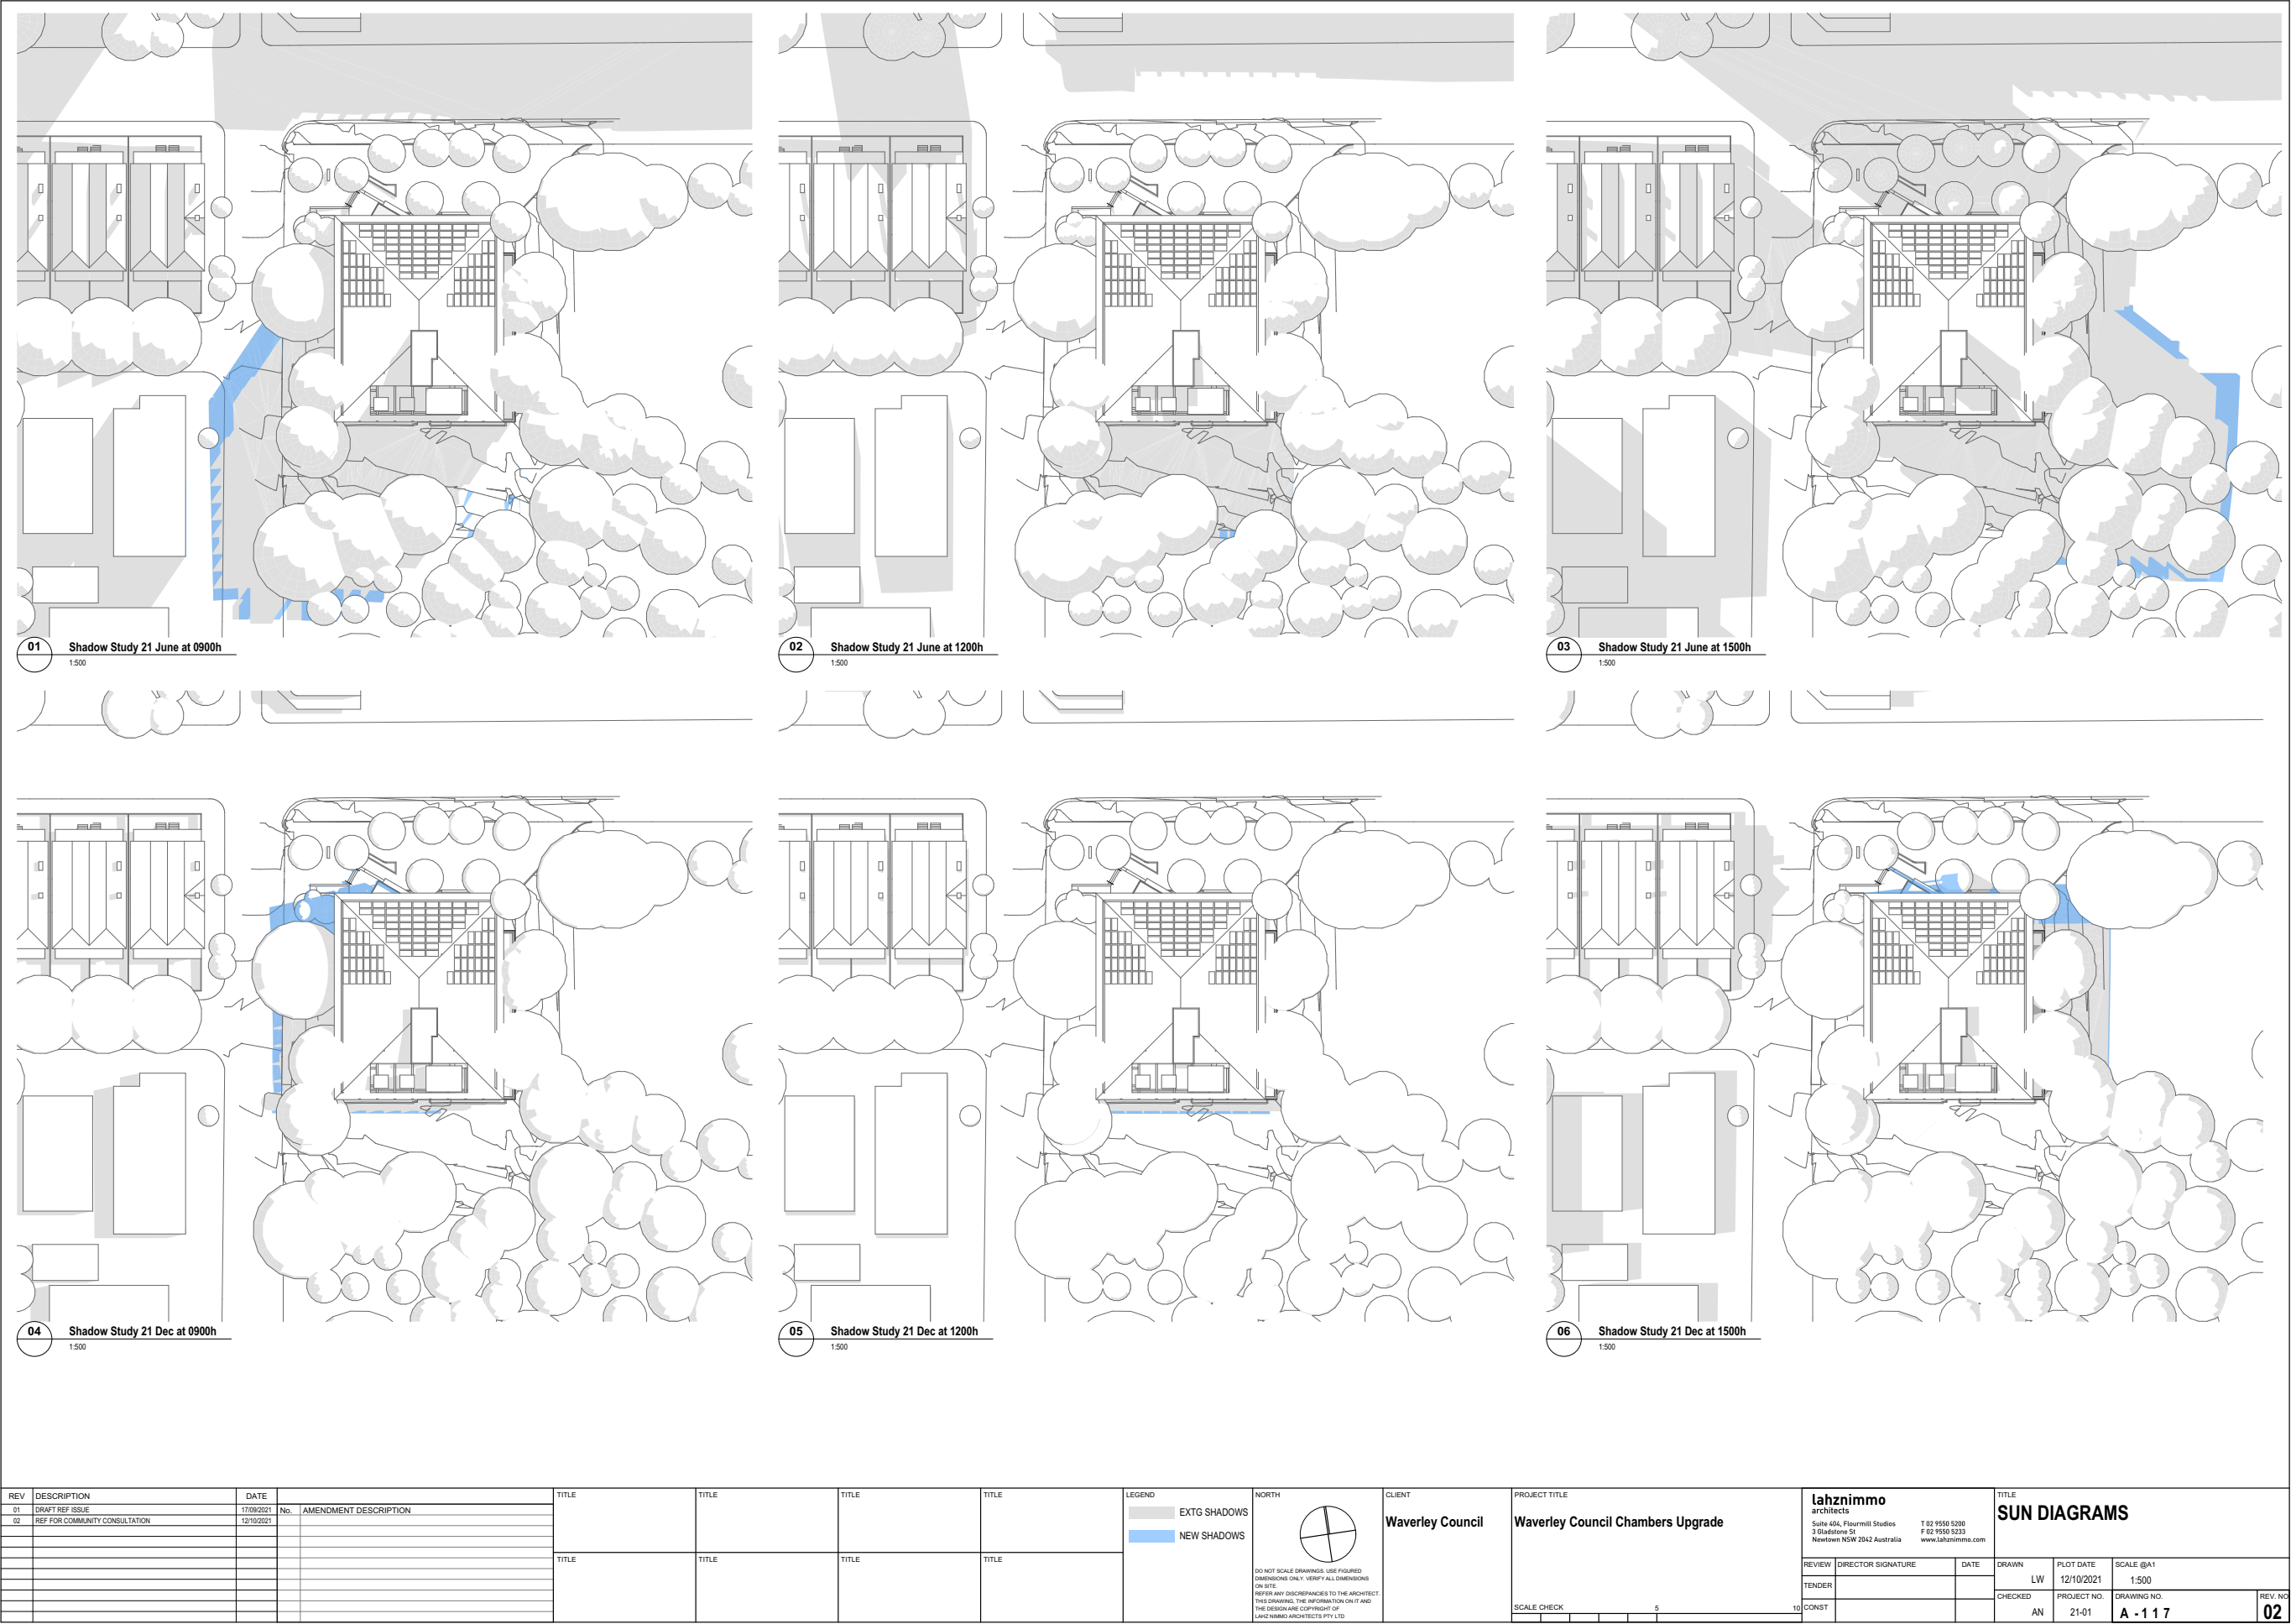 01 Shadow Study 21 June at 0900h
1:500
02 Shadow Study 21 June at 1200h
1:500
03 Shadow Study 21 June at 1500h
1:500
04 Shadow Study 21 Dec at 0900h
1:500
05 Shadow Study 21 Dec at 1200h
1:500
06 Shadow Study 21 Dec at 1500h
1:500
REV DESCRIPTION DATE
01 DRAFT REF ISSUE 17/09/2021
02 REF FOR COMMUNITY CONSULTATION 12/10/2021
No. AMENDMENT DESCRIPTION
TITLE TITLE TITLE TITLE
TITLE TITLE TITLE TITLE
LEGEND
EXTG SHADOWS
NEW SHADOWS
NORTH
DO NOT SCALE DRAWINGS. USE FIGURED
DIMENSIONS ONLY. VERIFY ALL DIMENSIONS
ON SITE.
REFER ANY DISCREPANCIES TO THE ARCHITECT.
THIS DRAWING, THE INFORMATION ON IT AND
THE DESIGN ARE COPYRIGHT OF
LAHZ NIMMO ARCHITECTS PTY LTD
CLIENT
Waverley Council
PROJECT TITLE
Waverley Council Chambers Upgrade
SCALE CHECK 5 10
lahznimmo
architects
Suite 404, Flourmill Studios T 02 9550 5200
3 Gladstone St F 02 9550 5233
Newtown NSW 2042 Australia www.lahznimmo.com
REVIEW DIRECTOR SIGNATURE DATE
TENDER
CONST
TITLE
SUN DIAGRAMS
DRAWN PLOT DATE SCALE @A1
LW 12/10/2021 1:500
CHECKED PROJECT NO. DRAWING NO. REV. NO
AN 21-01 A - 1 1 7 02